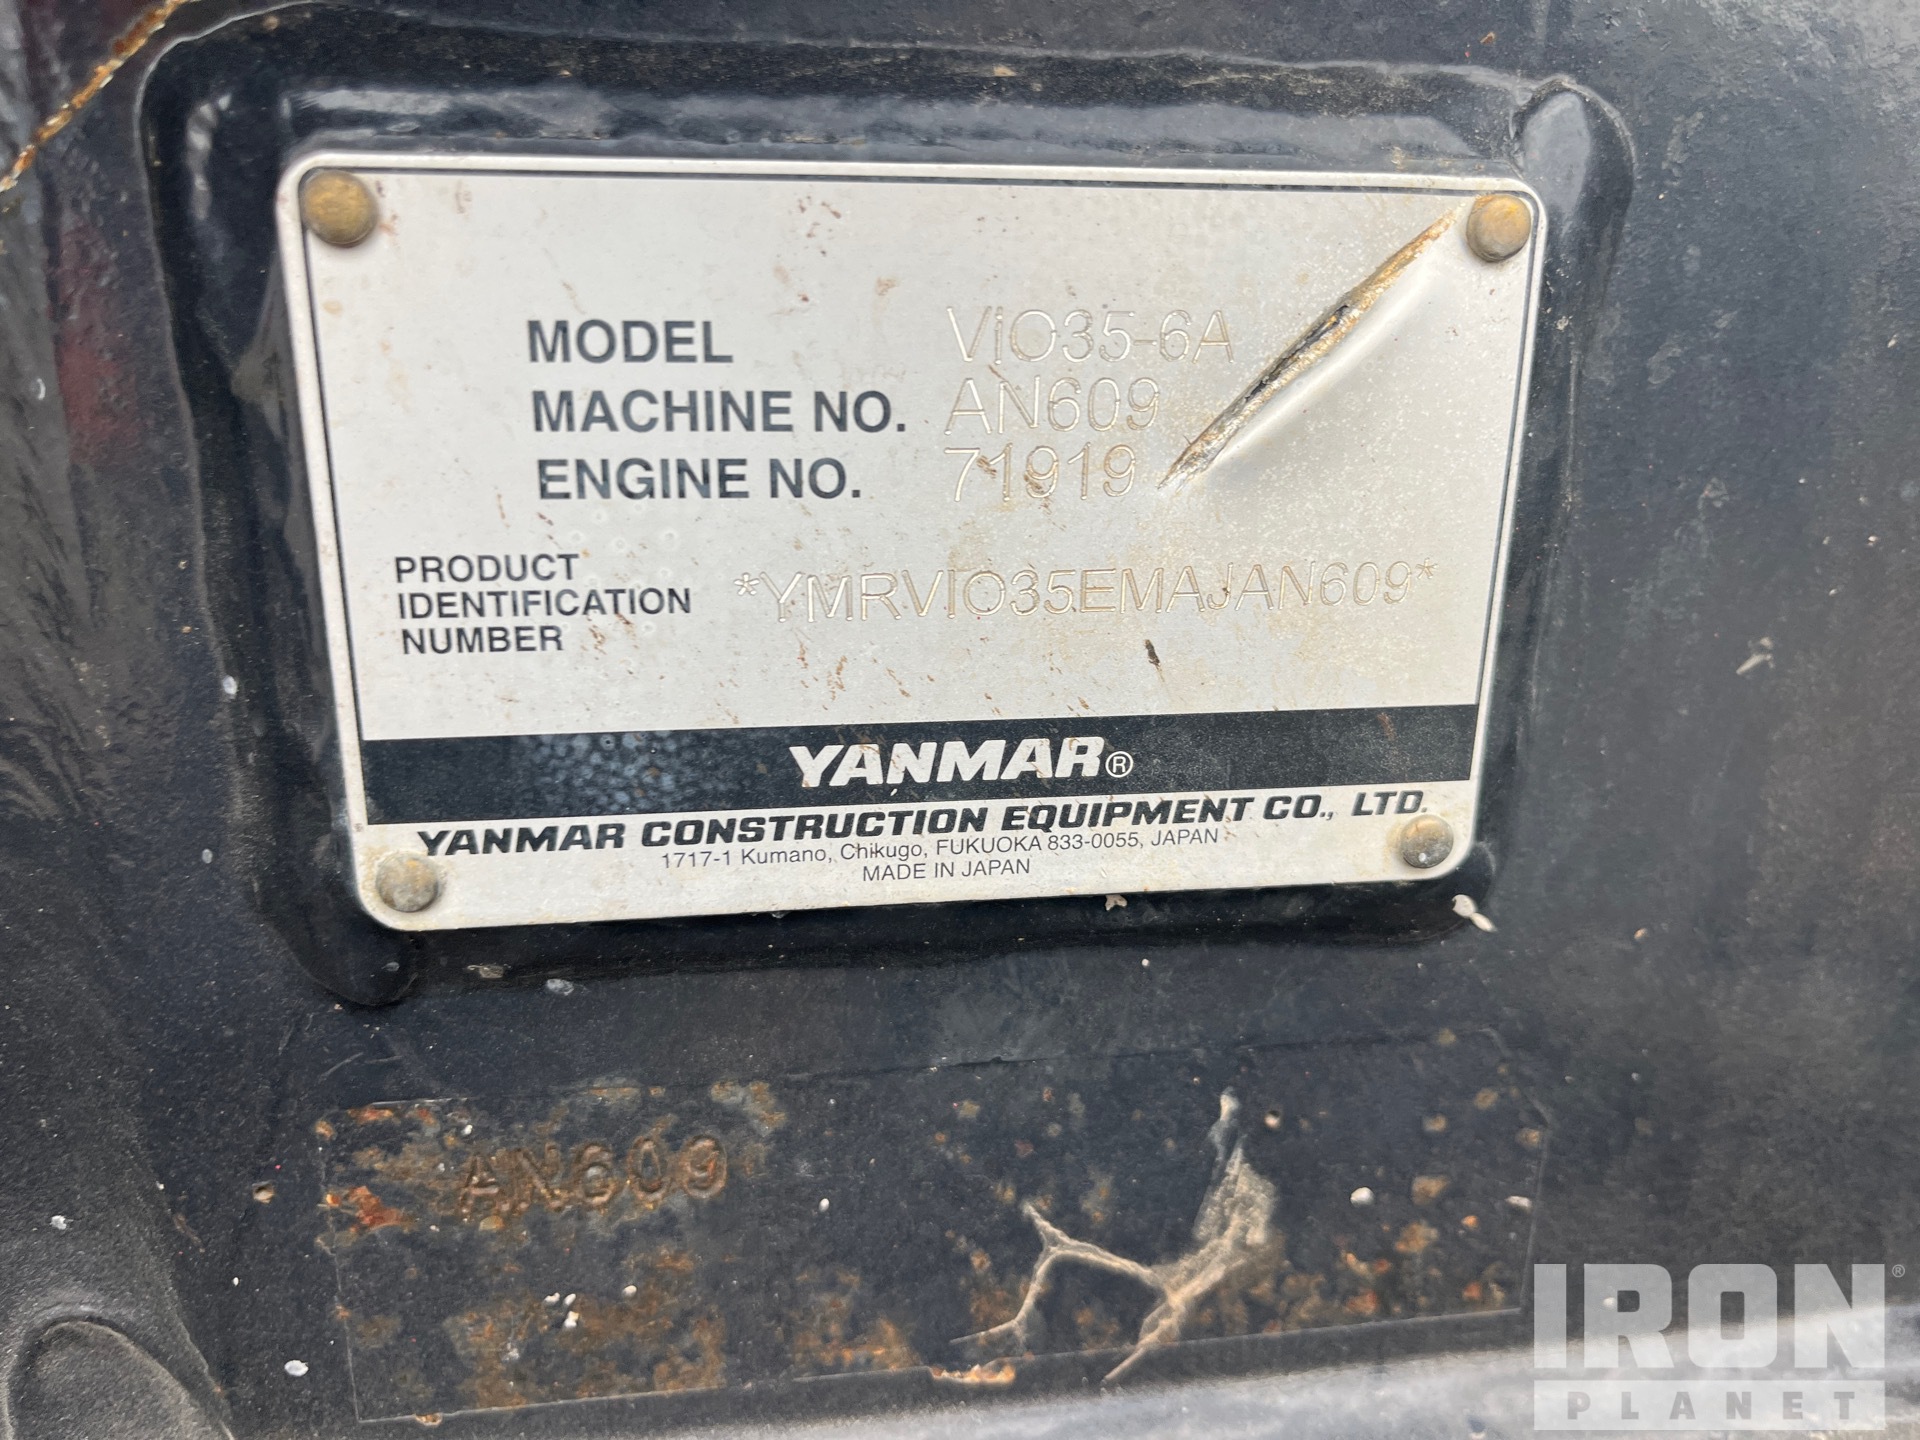 MODEL ViO35-6A
MACHINE NO. AN609
ENGINE NO. 71919
PRODUCT
IDENTIFICATION
NUMBER
*YMRVIO35EMAJAN609*
YANMAR®
YANMAR CONSTRUCTION EQUIPMENT CO., LTD.
1717-1 Kumano, Chikugo, FUKUOKA 833-0055, JAPAN
MADE IN JAPAN
AN609
IRON®
PLANET